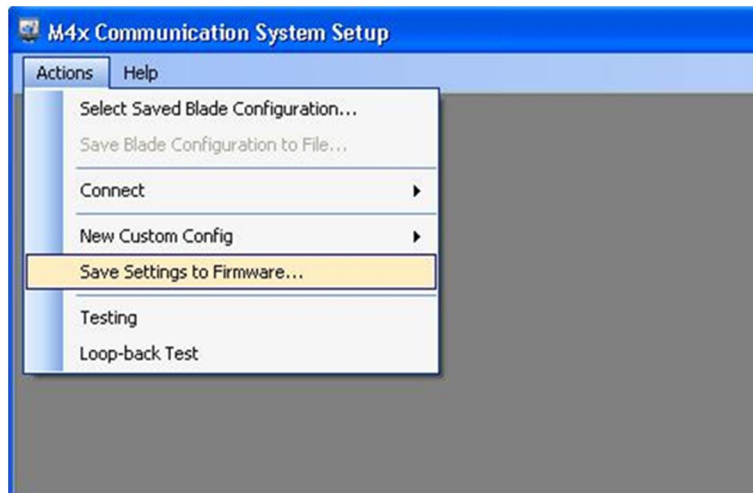 M4x Communication System Setup
Actions Help
Select Saved Blade Configuration...
Save Blade Configuration to File...
Connect
New Custom Config
Save Settings to Firmware...
Testing
Loop-back Test